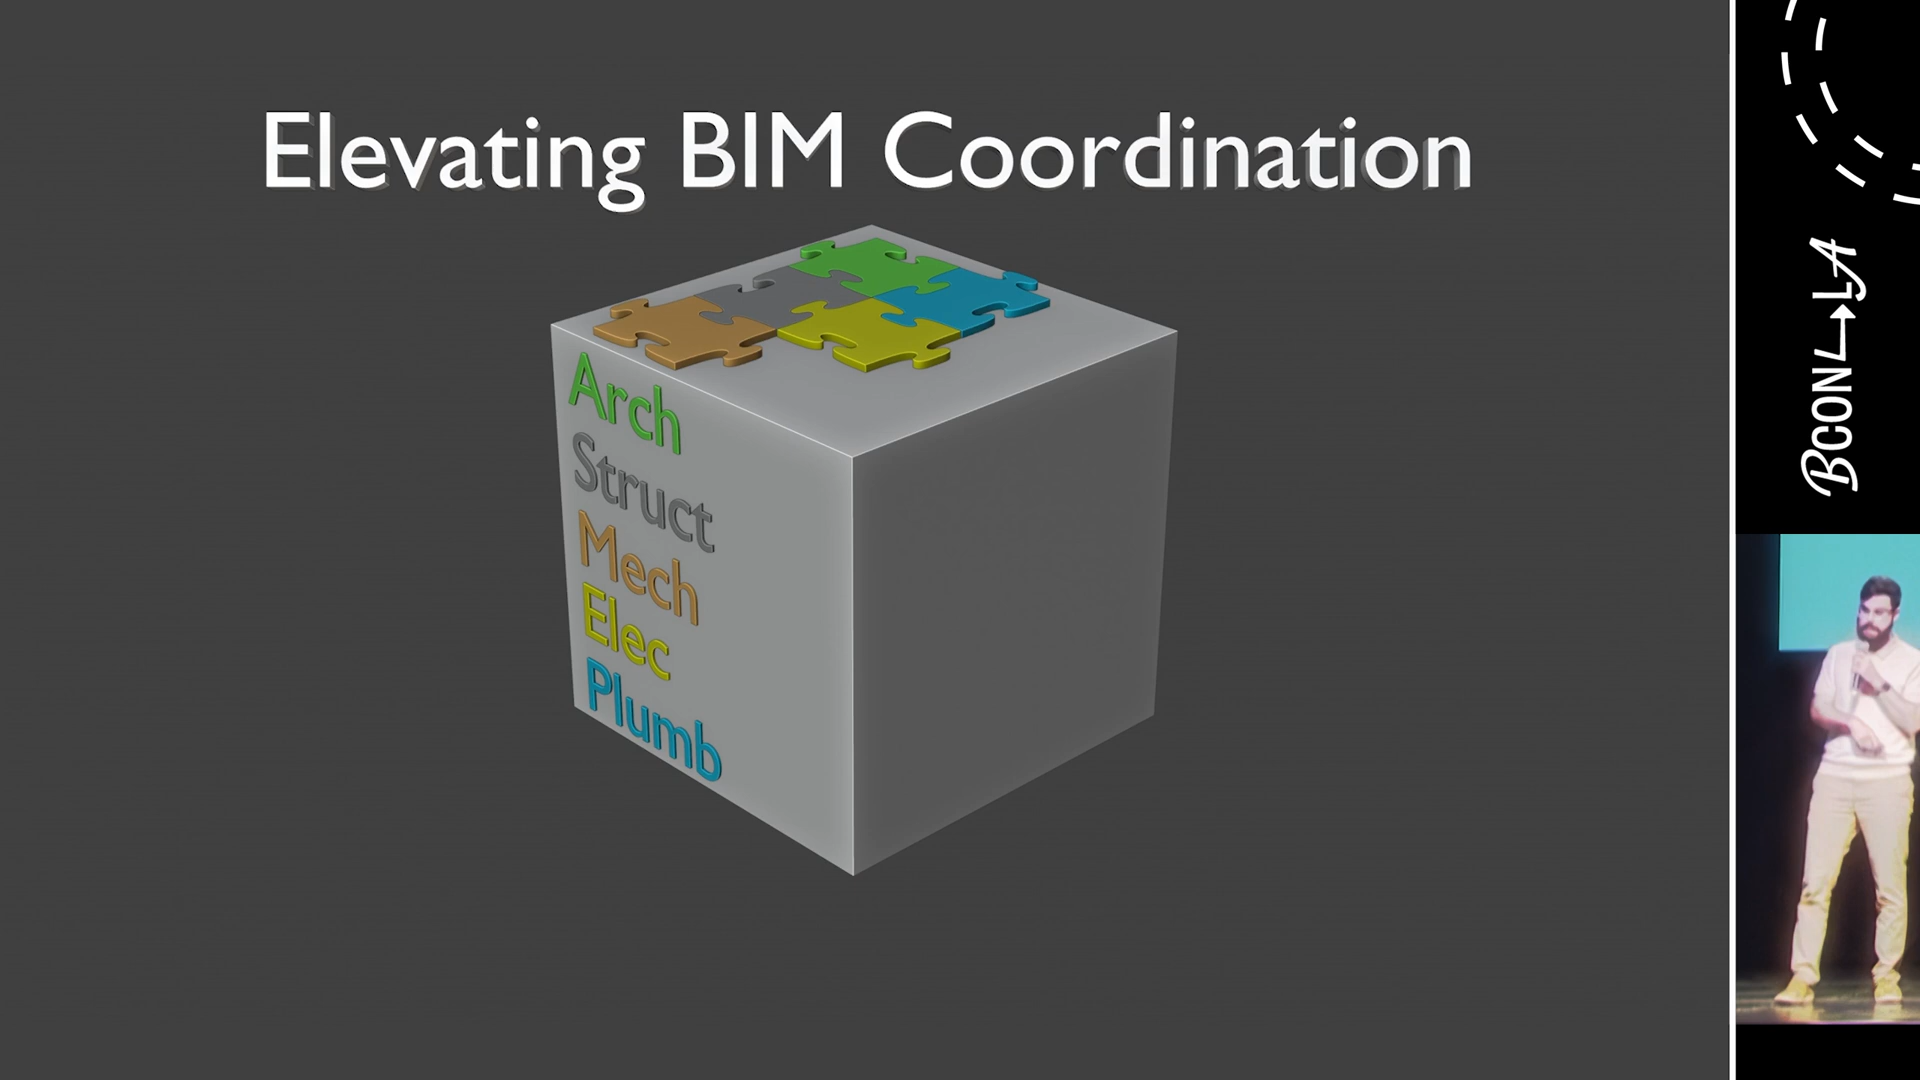 Elevating BIM Coordination
Arch
Struct
Mech
Elec
Plumb
BCON LA